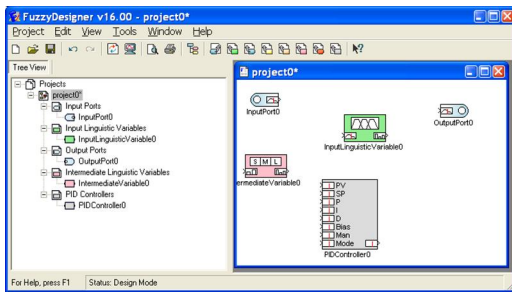 FuzzyDesigner v16.00 - project0*
Project Edit View Tools Window Help
Tree View
Projects
project0*
Input Ports
InputPort0
Input Linguistic Variables
InputLinguisticVariable0
Output Ports
OutputPort0
Intermediate Linguistic Variables
IntermediateVariable0
PID Controllers
PIDController0
project0*
InputPort0
InputLinguisticVariable0
OutputPort0
S M L
ermediateVariable0
PV
SP
P
I
D
Bias
Man
Mode
PIDController0
For Help, press F1
Status: Design Mode